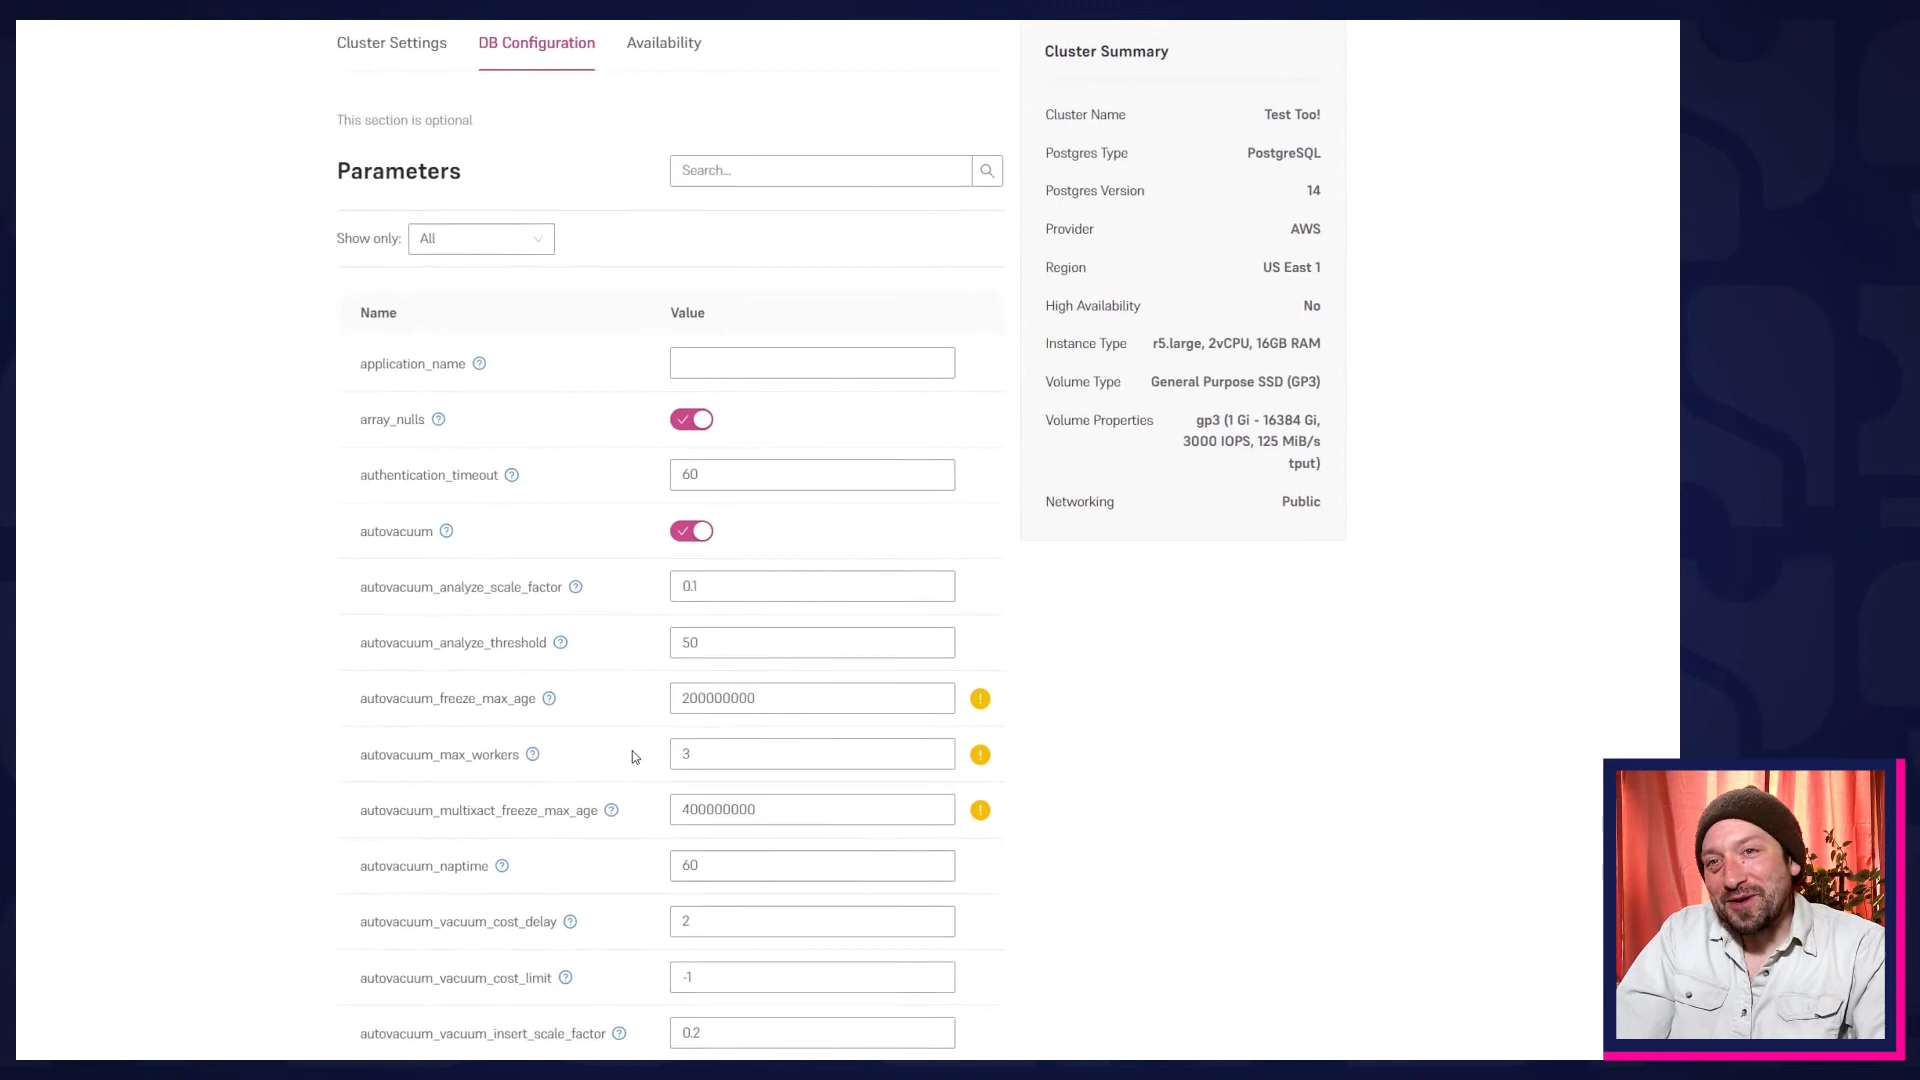 Cluster Settings DB Configuration Availability
This section is optional
Parameters Search...
Show only: All
Name Value
application_name
array_nulls
authentication_timeout 60
autovacuum
autovacuum_analyze_scale_factor 0.1
autovacuum_analyze_threshold 50
autovacuum_freeze_max_age 200000000
autovacuum_max_workers 3
autovacuum_multixact_freeze_max_age 400000000
autovacuum_naptime 60
autovacuum_vacuum_cost_delay 2
autovacuum_vacuum_cost_limit -1
autovacuum_vacuum_insert_scale_factor 0.2
Cluster Summary
Cluster Name Test Too!
Postgres Type PostgreSQL
Postgres Version 14
Provider AWS
Region US East 1
High Availability No
Instance Type r5.large, 2vCPU, 16GB RAM
Volume Type General Purpose SSD (GP3)
Volume Properties gp3 (1 Gi - 16384 Gi,
3000 IOPS, 125 MiB/s
tput)
Networking Public